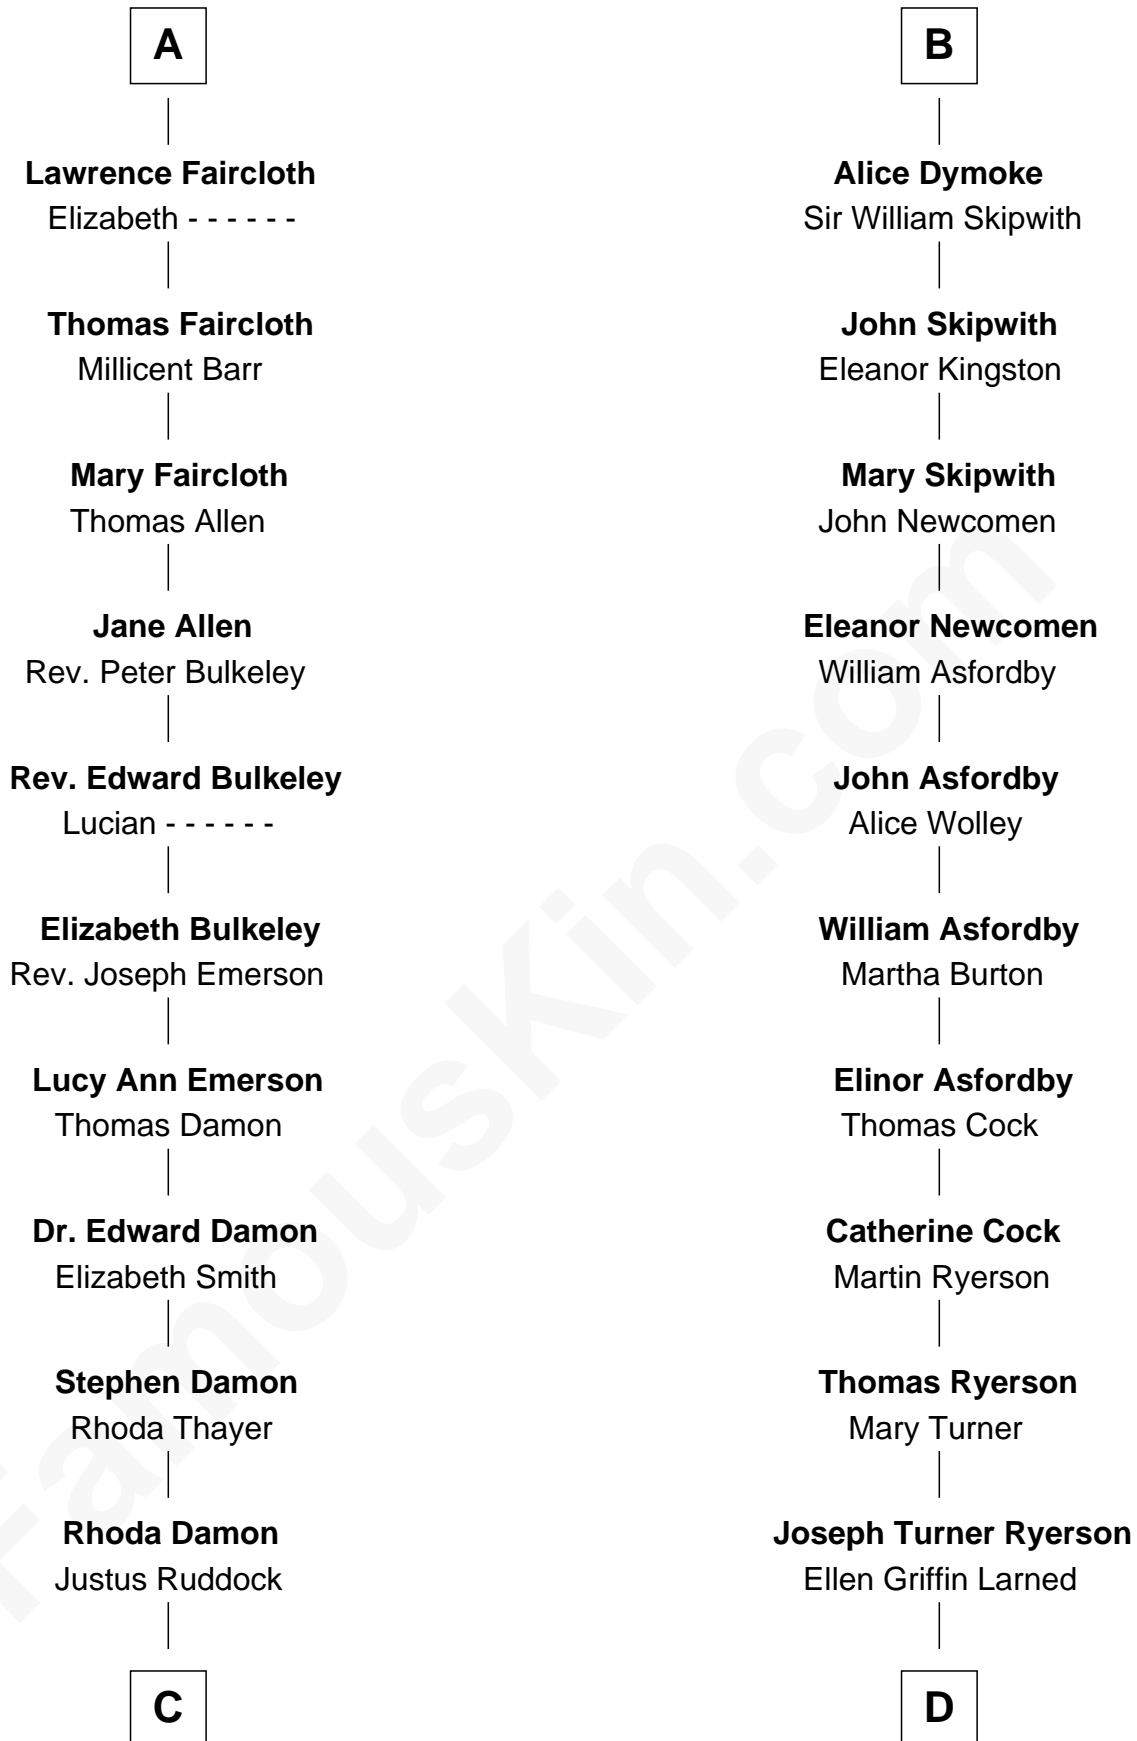 A
Lawrence Faircloth
Elizabeth - - - - - -
Thomas Faircloth
Millicent Barr
Mary Faircloth
Thomas Allen
Jane Allen
Rev. Peter Bulkeley
Rev. Edward Bulkeley
Lucian - - - - - -
Elizabeth Bulkeley
Rev. Joseph Emerson
Lucy Ann Emerson
Thomas Damon
Dr. Edward Damon
Elizabeth Smith
Stephen Damon
Rhoda Thayer
Rhoda Damon
Justus Ruddock
C
B
Alice Dymoke
Sir William Skipwith
John Skipwith
Eleanor Kingston
Mary Skipwith
John Newcomen
Eleanor Newcomen
William Asfordby
John Asfordby
Alice Wolley
William Asfordby
Martha Burton
Elinor Asfordby
Thomas Cock
Catherine Cock
Martin Ryerson
Thomas Ryerson
Mary Turner
Joseph Turner Ryerson
Ellen Griffin Larned
D
FamousKin.com